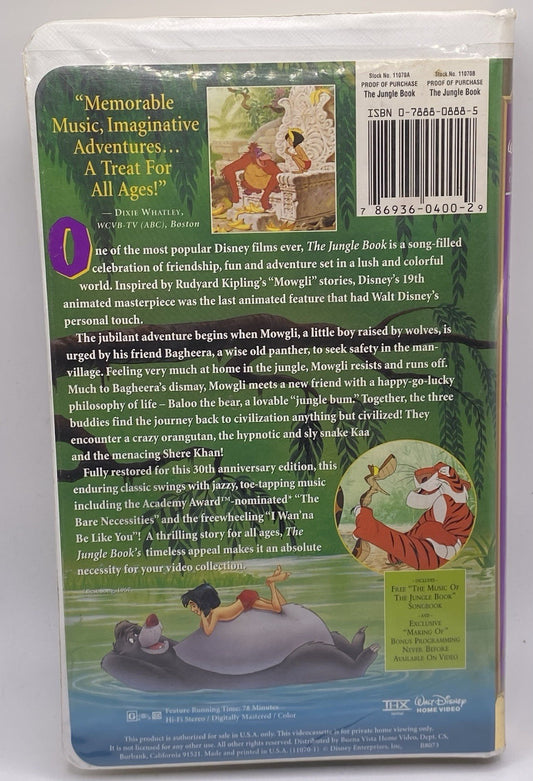 "Memorable
Music, Imaginative
Adventures...
A Treat For
All Ages!"
— Dixie Whatley,
WCVB-TV (ABC), Boston
Stock No. 11070A
PROOF OF PURCHASE
The Jungle Book
Stock No. 11070B
PROOF OF PURCHASE
The Jungle Book
ISBN 0-7888-0888-5
7 86936-0400-2 9
One of the most popular Disney films ever, The Jungle Book is a song-filled
celebration of friendship, fun and adventure set in a lush and colorful
world. Inspired by Rudyard Kipling's "Mowgli" stories, Disney's 19th
animated masterpiece was the last animated feature that had Walt Disney's
personal touch.
The jubilant adventure begins when Mowgli, a little boy raised by wolves, is
urged by his friend Bagheera, a wise old panther, to seek safety in the man-
village. Feeling very much at home in the jungle, Mowgli resists and runs off.
Much to Bagheera's dismay, Mowgli meets a new friend with a happy-go-lucky
philosophy of life – Baloo the bear, a lovable "jungle bum." Together, the three
buddies find the journey back to civilization anything but civilized! They
encounter a crazy orangutan, the hypnotic and sly snake Kaa
and the menacing Shere Khan!
Fully restored for this 30th anniversary edition, this
enduring classic swings with jazzy, toe-tapping music
including the Academy Award™-nominated* "The
Bare Necessities" and the freewheeling "I Wan'na
Be Like You"! A thrilling story for all ages, The
Jungle Book's timeless appeal makes it an absolute
necessity for your video collection.
*Best Song, 1967
- INCLUDES -
Free "The Music Of
The Jungle Book"
Songbook
- AND -
Exclusive
"Making Of"
Bonus Programming
Never Before
Available On Video
G
Feature Running Time: 78 Minutes
Hi-Fi Stereo / Digitally Mastered / Color
THX
Walt Disney
HOME VIDEO
This product is authorized for sale in U.S.A. only. This videocassette is for private home viewing only.
It is not licensed for any other use. All other rights reserved. Distributed by Buena Vista Home Video, Dept. CS,
Burbank, California 91521. Made and printed in U.S.A. (11070-1) © Disney Enterprises, Inc. B8073